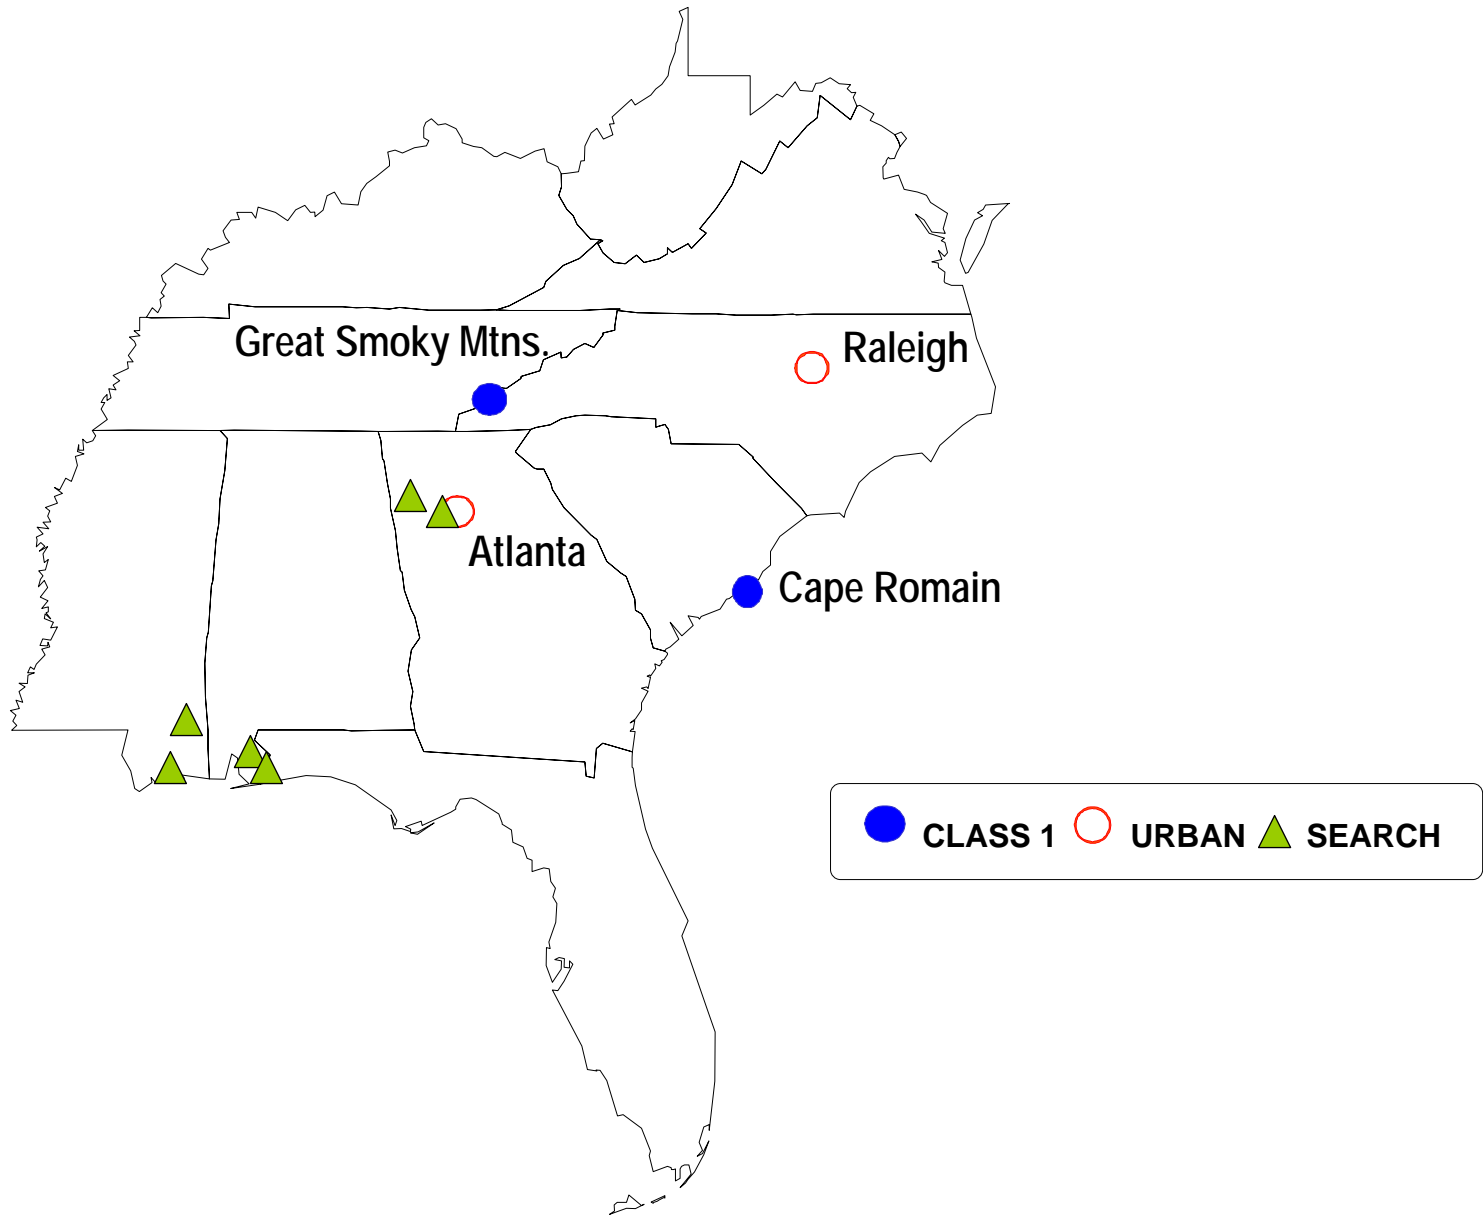 Great Smoky Mtns.
Raleigh
Atlanta
Cape Romain
CLASS 1 URBAN SEARCH